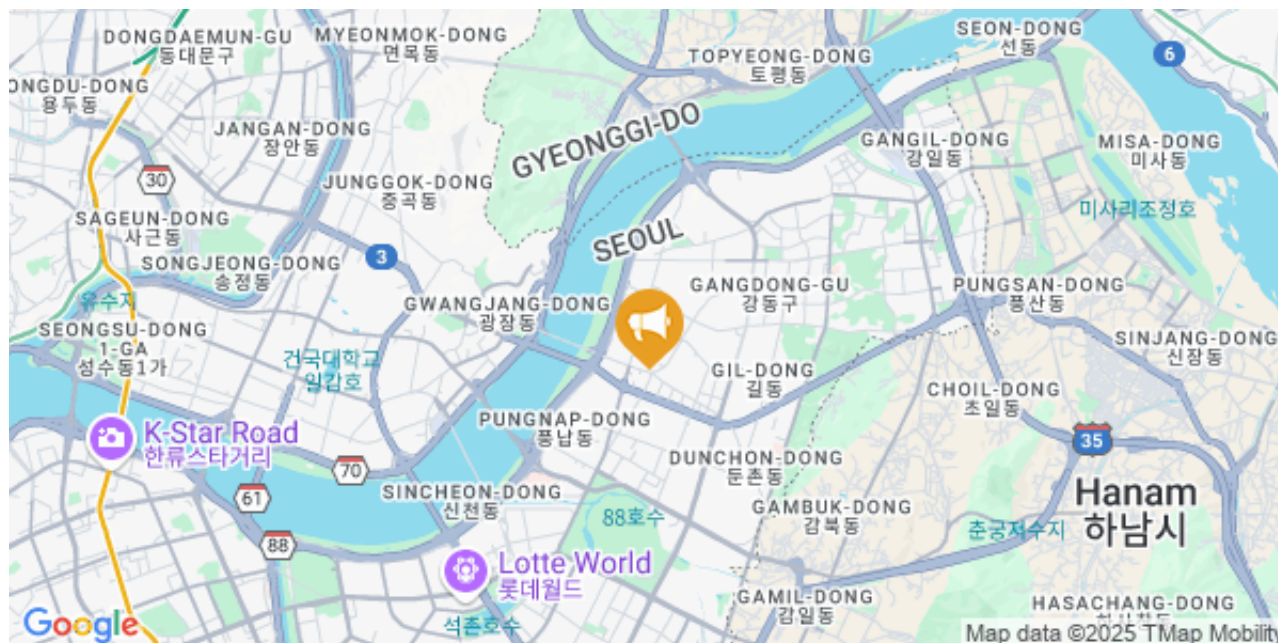 DONGDAEMUN-GU
동대문구
MYEONMOK-DONG
면목동
SEON-DONG
선동
TOPYEONG-DONG
토평동
6
ONGDU-DONG
용두동
JANGAN-DONG
장안동
GYEONGGI-DO
GANGIL-DONG
강일동
MISA-DONG
미사동
30
JUNGGOK-DONG
중곡동
SAGEUN-DONG
사근동
미사리조정호
SEOUL
3
SONGJEONG-DONG
송정동
GANGDONG-GU
강동구
PUNGSAN-DONG
풍산동
유수지
GWANGJANG-DONG
광장동
SEONGSU-DONG
1-GA
성수동1가
건국대학교
일감호
SINJANG-DONG
신장동
GIL-DONG
길동
CHOIL-DONG
초일동
K-Star Road
한류스타거리
PUNGNAP-DONG
풍납동
35
70
DUNCHON-DONG
둔촌동
61
SINCHEON-DONG
신천동
Hanam
하남시
GAMBUK-DONG
감북동
88호수
춘궁저수지
88
Lotte World
롯데월드
GAMIL-DONG
감일동
HASACHANG-DONG
석촌호수
Google
Map data ©2025 TMap Mobilit